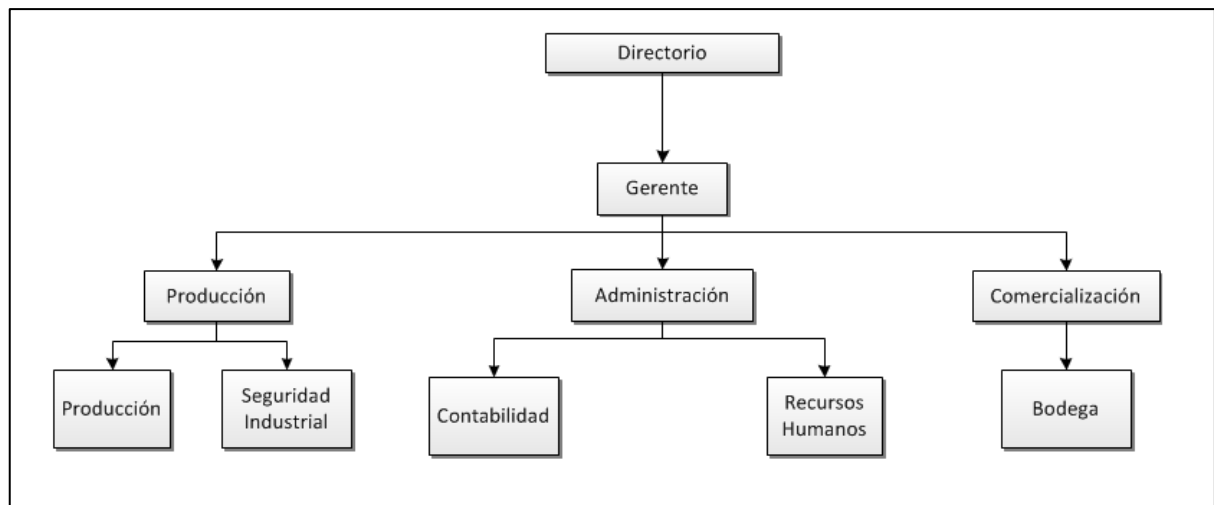 Directorio
Gerente
Producción
Administración
Comercialización
Producción
Seguridad
Industrial
Contabilidad
Recursos
Humanos
Bodega